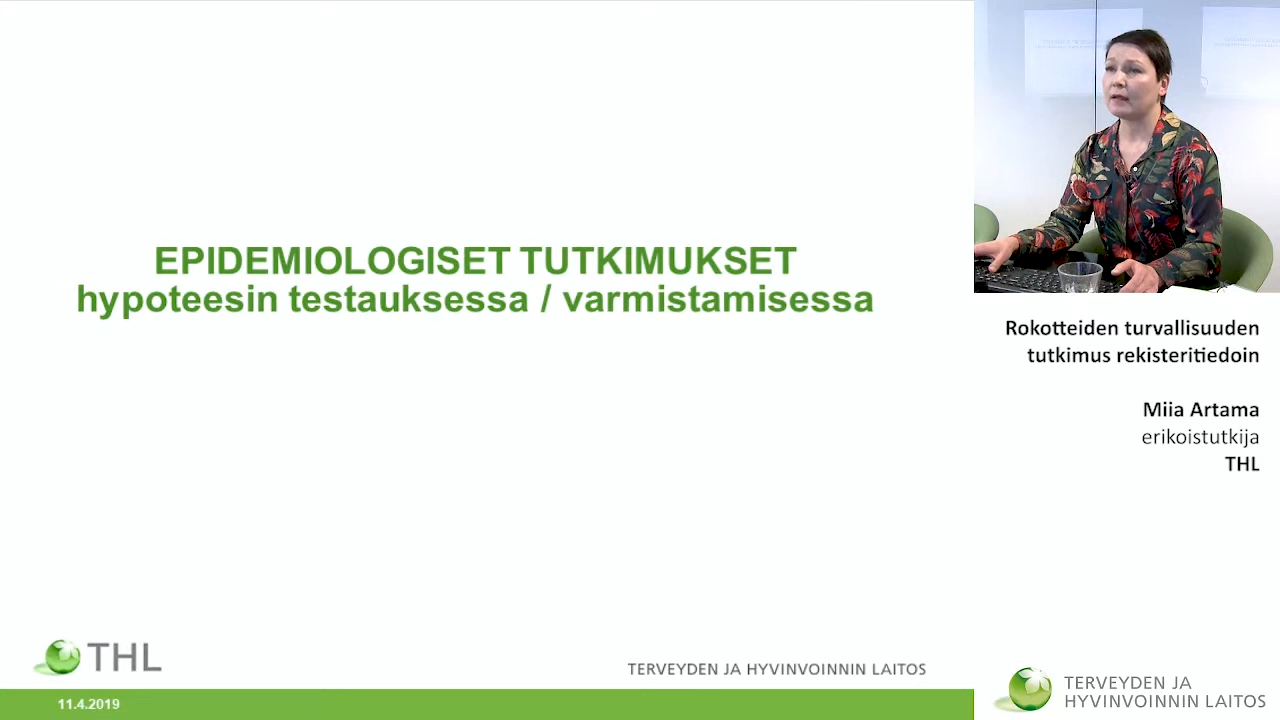 EPIDEMIOLOGISET TUTKIMUKSET
hypoteesin testauksessa / varmistamisessa
THL
TERVEYDEN JA HYVINVOINNIN LAITOS
11.4.2019
Rokotteiden turvallisuuden
tutkimus rekisteritiedoin
Miia Artama
erikoistutkija
THL
TERVEYDEN JA
HYVINVOINNIN LAITOS